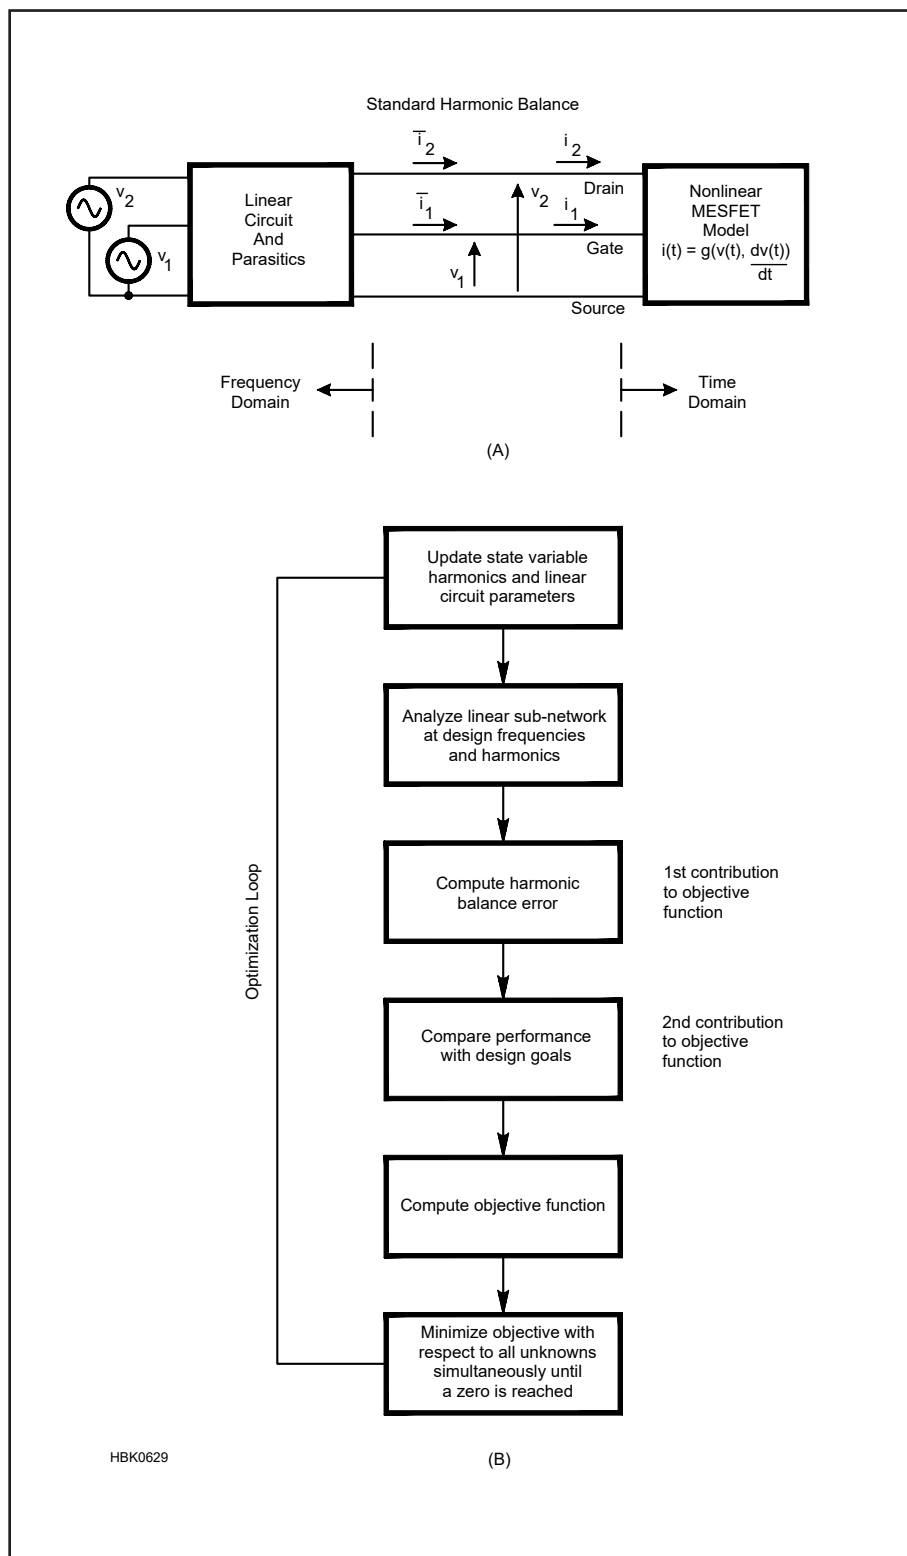 Standard Harmonic Balance
i̅2
i2
v2
Drain
v2
i̅1
i1
v1
Gate
v1
Source
Linear
Circuit
And
Parasitics
Nonlinear
MESFET
Model
i(t) = g(v(t), dv(t))
dt
Frequency
Domain
Time
Domain
(A)
Update state variable
harmonics and linear
circuit parameters
Analyze linear sub-network
at design frequencies
and harmonics
Compute harmonic
balance error
1st contribution
to objective
function
Optimization Loop
Compare performance
with design goals
2nd contribution
to objective
function
Compute objective function
Minimize objective with
respect to all unknowns
simultaneously until
a zero is reached
HBK0629
(B)